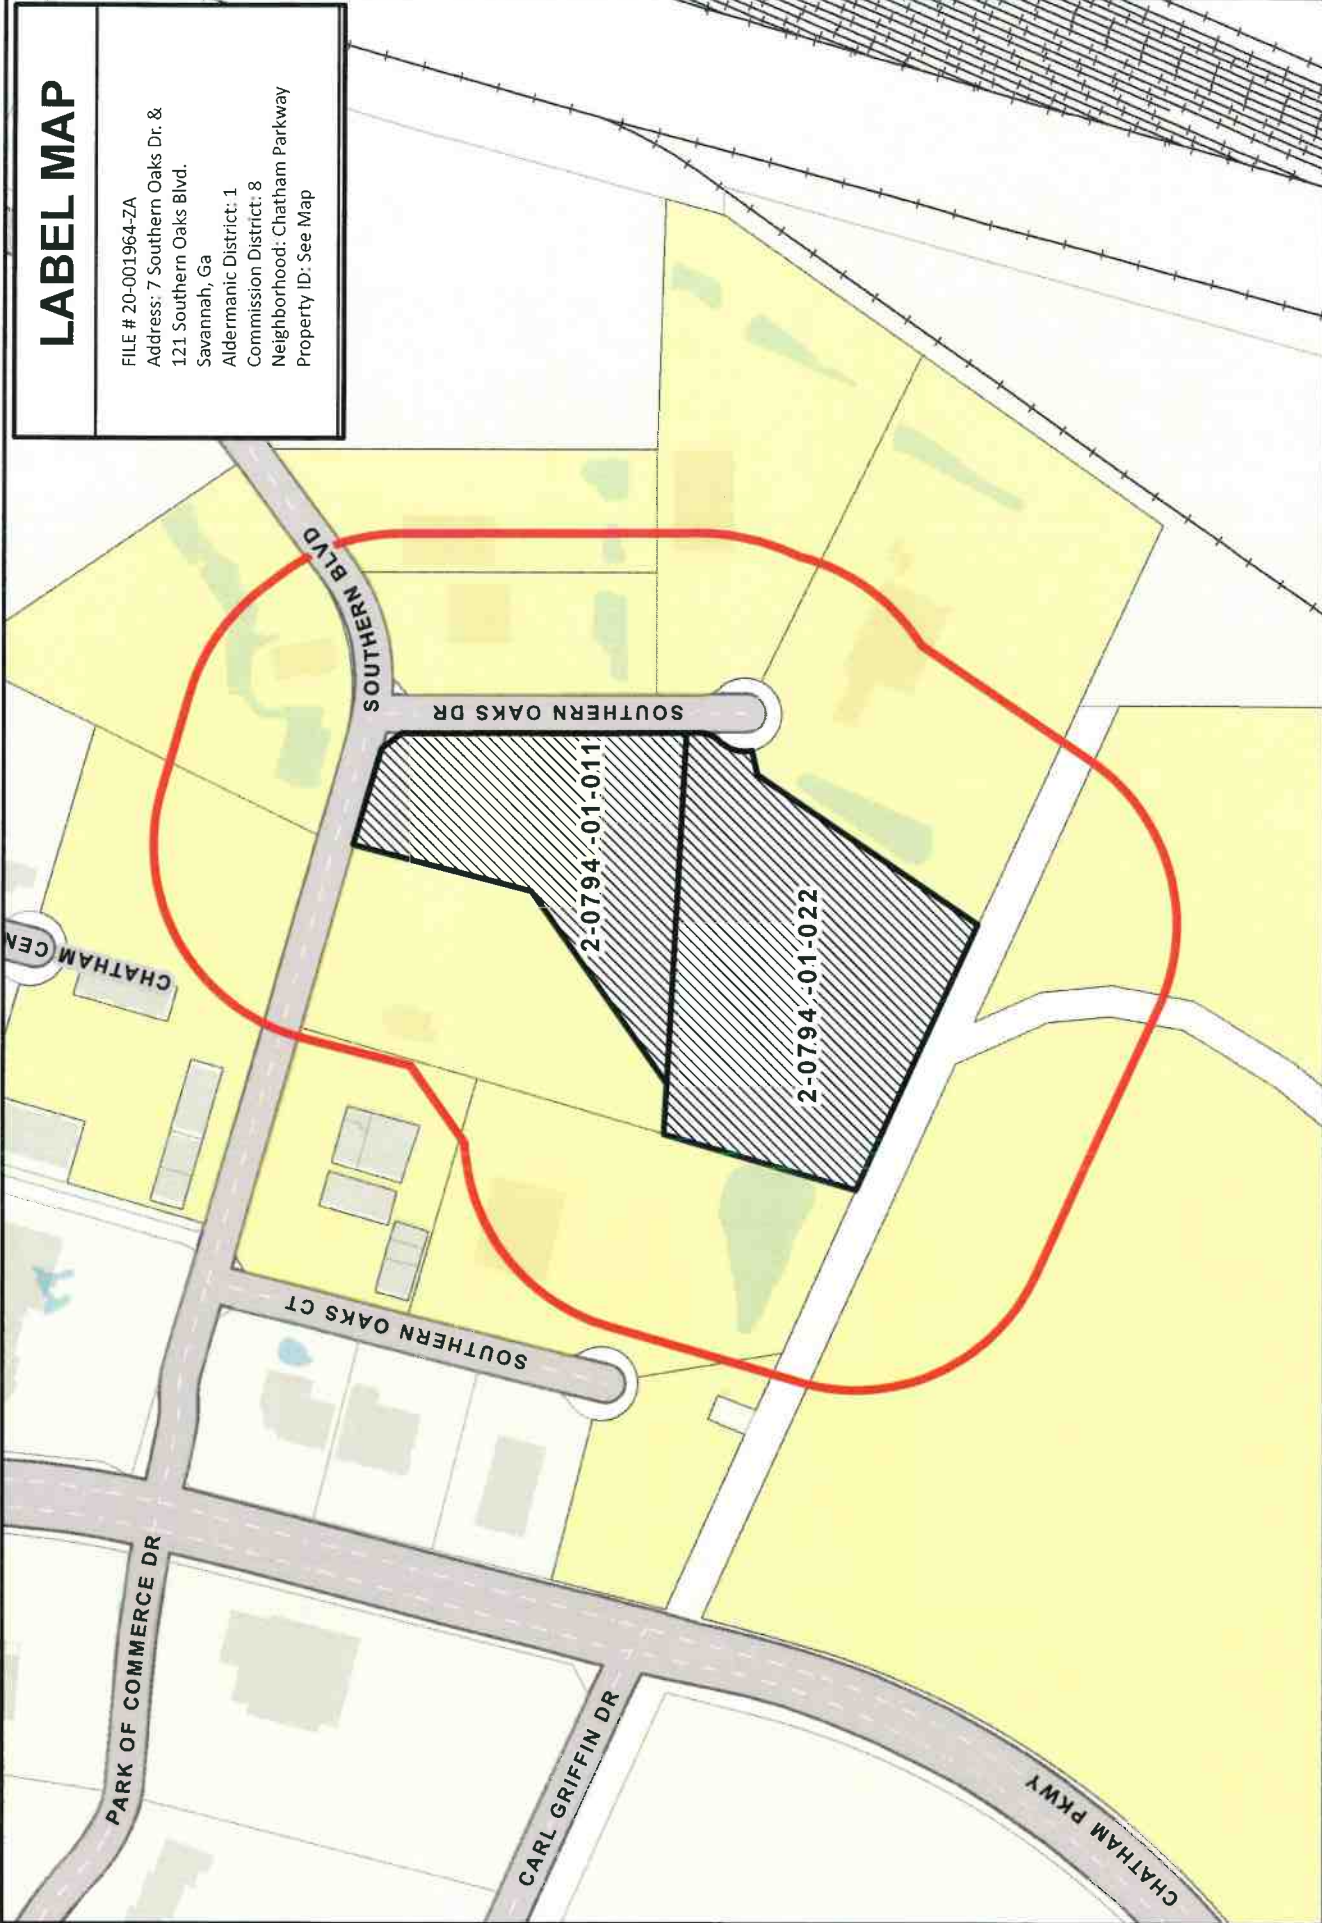 LABEL MAP
FILE # 20-001964-ZA
Address: 7 Southern Oaks Dr. &
121 Southern Oaks Blvd.
Savannah, Ga
Aldermanic District: 1
Commission District: 8
Neighborhood: Chatham Parkway
Property ID: See Map
SOUTHERN BLVD
SOUTHERN OAKS DR
2-0794 -01-011
2-0794 -01-022
CHATHAM CEN
SOUTHERN OAKS CT
PARK OF COMMERCE DR
CARL GRIFFIN DR
CHATHAM PKWY